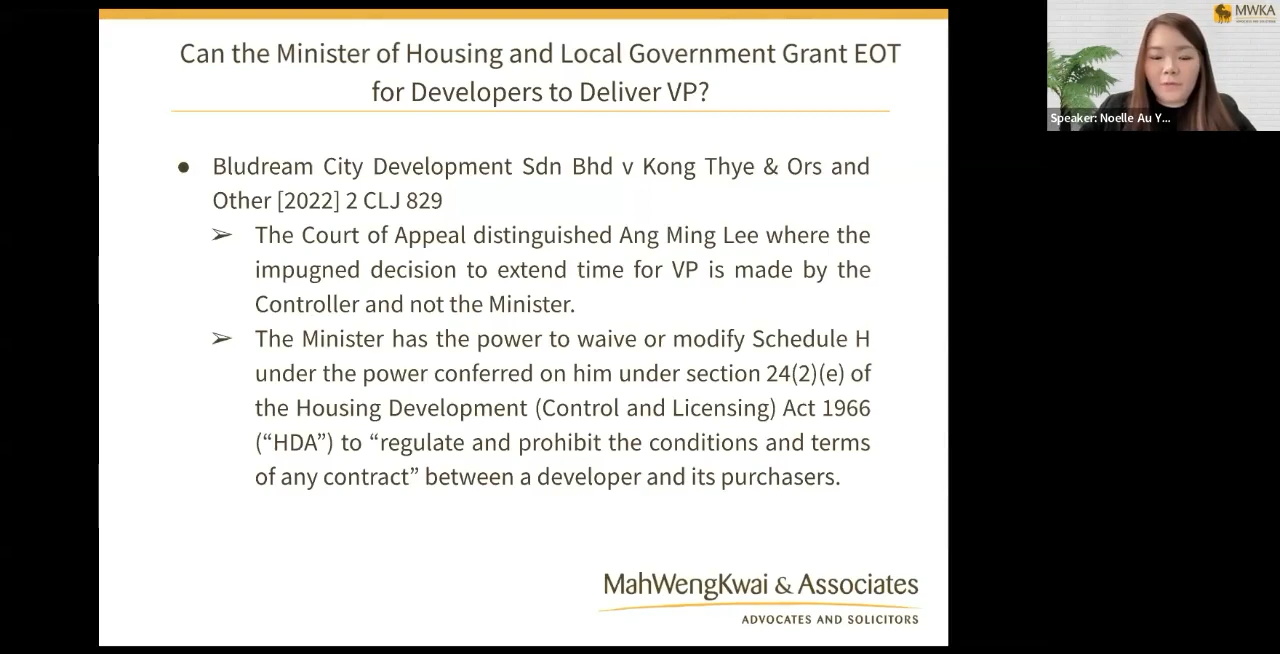 Can the Minister of Housing and Local Government Grant EOT
for Developers to Deliver VP?
● Bludream City Development Sdn Bhd v Kong Thye & Ors and
Other [2022] 2 CLJ 829
➢ The Court of Appeal distinguished Ang Ming Lee where the
impugned decision to extend time for VP is made by the
Controller and not the Minister.
➢ The Minister has the power to waive or modify Schedule H
under the power conferred on him under section 24(2)(e) of
the Housing Development (Control and Licensing) Act 1966
(“HDA”) to “regulate and prohibit the conditions and terms
of any contract” between a developer and its purchasers.
MahWengKwai & Associates
ADVOCATES AND SOLICITORS
MWKA
Speaker: Noelle Au Y...